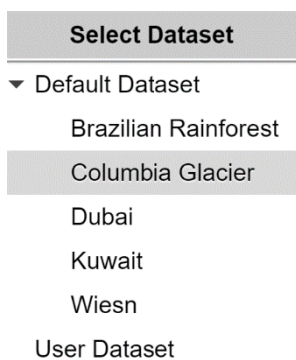 Select Dataset
Default Dataset
Brazilian Rainforest
Columbia Glacier
Dubai
Kuwait
Wiesn
User Dataset